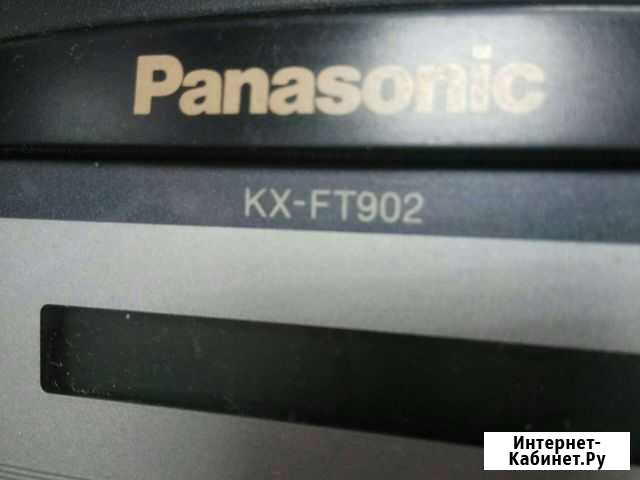 Panasonic
KX-FT902
Интернет-
Кабинет.Ру